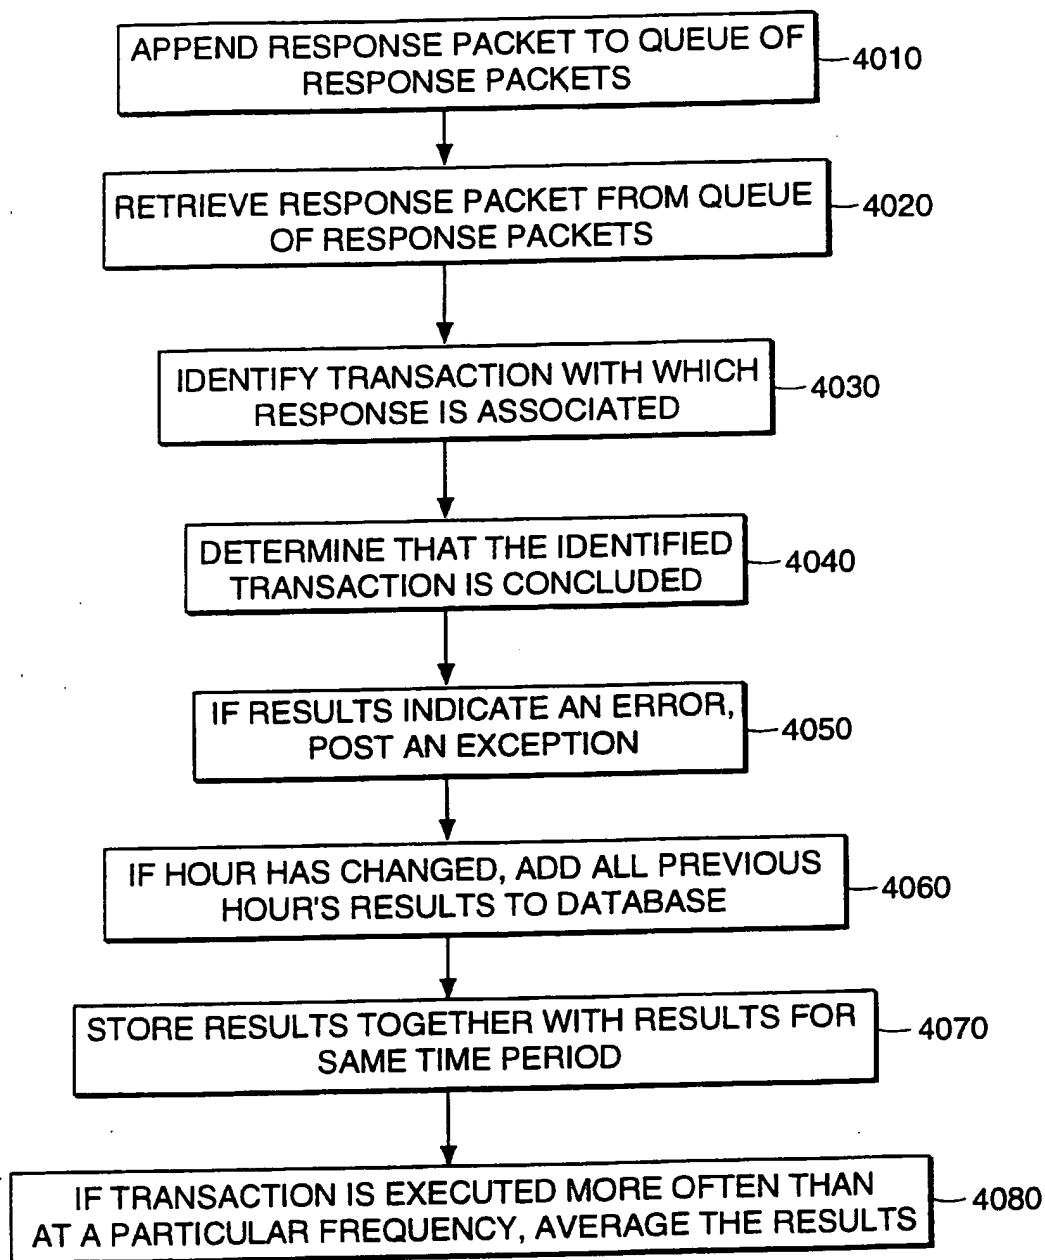 APPEND RESPONSE PACKET TO QUEUE OF
RESPONSE PACKETS
4010
RETRIEVE RESPONSE PACKET FROM QUEUE
OF RESPONSE PACKETS
4020
IDENTIFY TRANSACTION WITH WHICH
RESPONSE IS ASSOCIATED
4030
DETERMINE THAT THE IDENTIFIED
TRANSACTION IS CONCLUDED
4040
IF RESULTS INDICATE AN ERROR,
POST AN EXCEPTION
4050
IF HOUR HAS CHANGED, ADD ALL PREVIOUS
HOUR'S RESULTS TO DATABASE
4060
STORE RESULTS TOGETHER WITH RESULTS FOR
SAME TIME PERIOD
4070
IF TRANSACTION IS EXECUTED MORE OFTEN THAN
AT A PARTICULAR FREQUENCY, AVERAGE THE RESULTS
4080